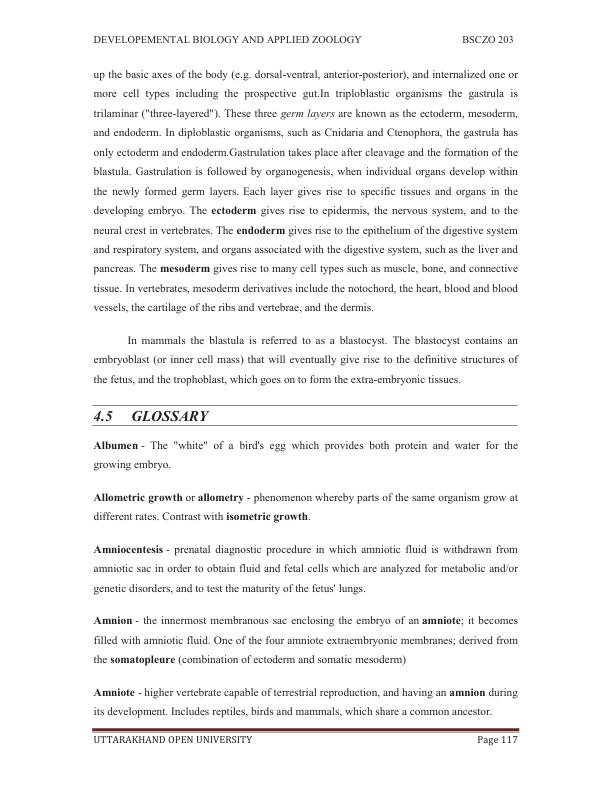 DEVELOPEMENTAL BIOLOGY AND APPLIED ZOOLOGY BSCZO 203
up the basic axes of the body (e.g. dorsal-ventral, anterior-posterior), and internalized one or
more cell types including the prospective gut.In triploblastic organisms the gastrula is
trilaminar ("three-layered"). These three germ layers are known as the ectoderm, mesoderm,
and endoderm. In diploblastic organisms, such as Cnidaria and Ctenophora, the gastrula has
only ectoderm and endoderm.Gastrulation takes place after cleavage and the formation of the
blastula. Gastrulation is followed by organogenesis, when individual organs develop within
the newly formed germ layers. Each layer gives rise to specific tissues and organs in the
developing embryo. The ectoderm gives rise to epidermis, the nervous system, and to the
neural crest in vertebrates. The endoderm gives rise to the epithelium of the digestive system
and respiratory system, and organs associated with the digestive system, such as the liver and
pancreas. The mesoderm gives rise to many cell types such as muscle, bone, and connective
tissue. In vertebrates, mesoderm derivatives include the notochord, the heart, blood and blood
vessels, the cartilage of the ribs and vertebrae, and the dermis.
In mammals the blastula is referred to as a blastocyst. The blastocyst contains an
embryoblast (or inner cell mass) that will eventually give rise to the definitive structures of
the fetus, and the trophoblast, which goes on to form the extra-embryonic tissues.
4.5 GLOSSARY
Albumen - The "white" of a bird's egg which provides both protein and water for the
growing embryo.
Allometric growth or allometry - phenomenon whereby parts of the same organism grow at
different rates. Contrast with isometric growth.
Amniocentesis - prenatal diagnostic procedure in which amniotic fluid is withdrawn from
amniotic sac in order to obtain fluid and fetal cells which are analyzed for metabolic and/or
genetic disorders, and to test the maturity of the fetus' lungs.
Amnion - the innermost membranous sac enclosing the embryo of an amniote; it becomes
filled with amniotic fluid. One of the four amniote extraembryonic membranes; derived from
the somatopleure (combination of ectoderm and somatic mesoderm)
Amniote - higher vertebrate capable of terrestrial reproduction, and having an amnion during
its development. Includes reptiles, birds and mammals, which share a common ancestor.
UTTARAKHAND OPEN UNIVERSITY Page 117